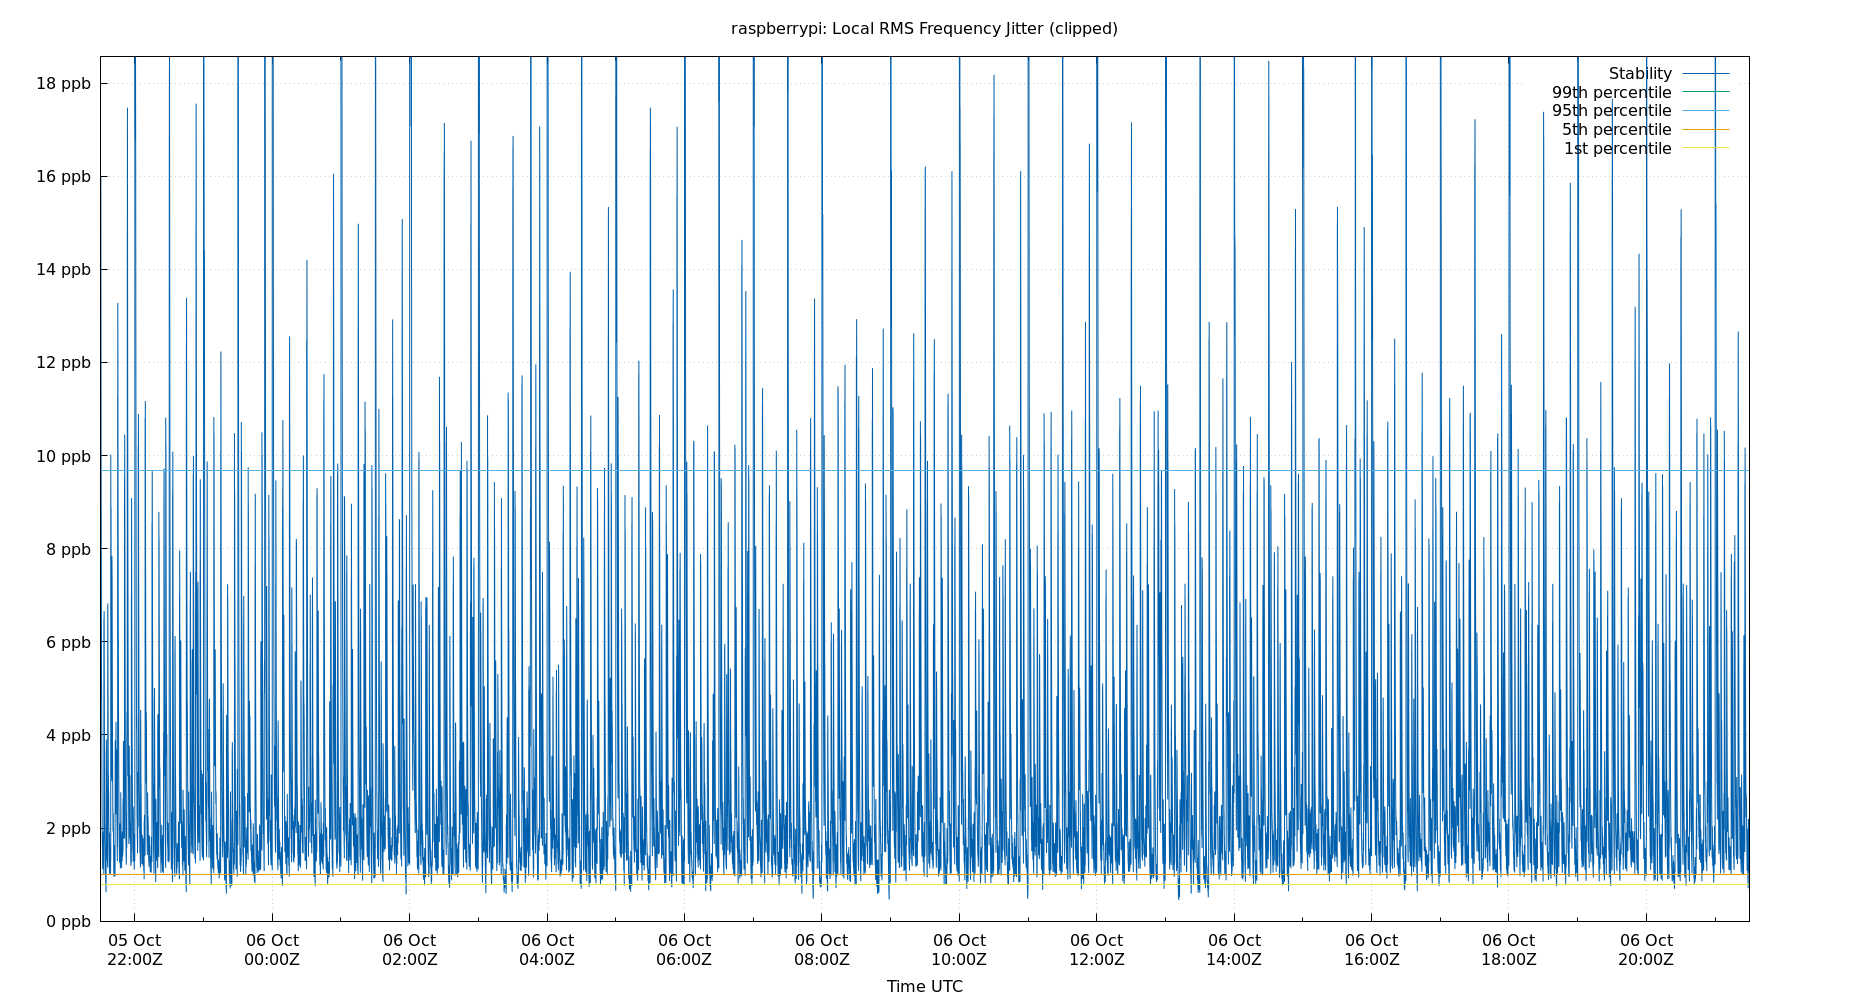 raspberrypi: Local RMS Frequency Jitter (clipped)
18 ppb
16 ppb
14 ppb
12 ppb
10 ppb
8 ppb
6 ppb
4 ppb
2 ppb
0 ppb
Stability
99th percentile
95th percentile
5th percentile
1st percentile
05 Oct
22:00Z
06 Oct
00:00Z
06 Oct
02:00Z
06 Oct
04:00Z
06 Oct
06:00Z
06 Oct
08:00Z
06 Oct
10:00Z
06 Oct
12:00Z
06 Oct
14:00Z
06 Oct
16:00Z
06 Oct
18:00Z
06 Oct
20:00Z
Time UTC